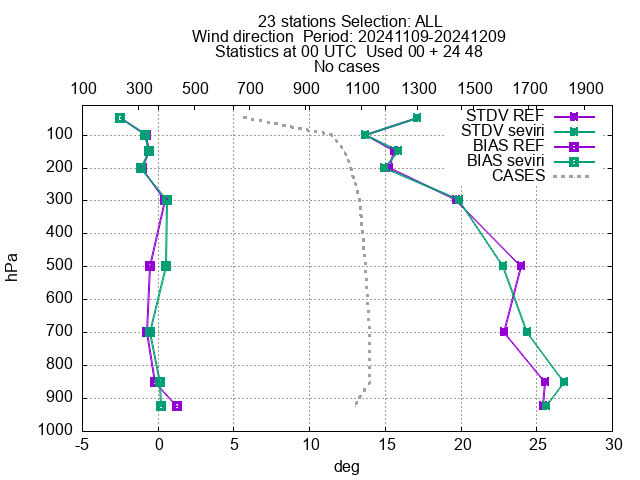 23 stations Selection: ALL
Wind direction  Period: 20241109-20241209
Statistics at 00 UTC  Used 00 + 24 48
No cases
100 400 500 700 900 1000 1100 1300 1500 1700 1900
STDV REF
STDV seviri
BIAS REF
BIAS seviri
CASES
100
200
300
400
500
600
700
800
900
1000
hPa
-5 0 5 10 15 20 25 30
deg